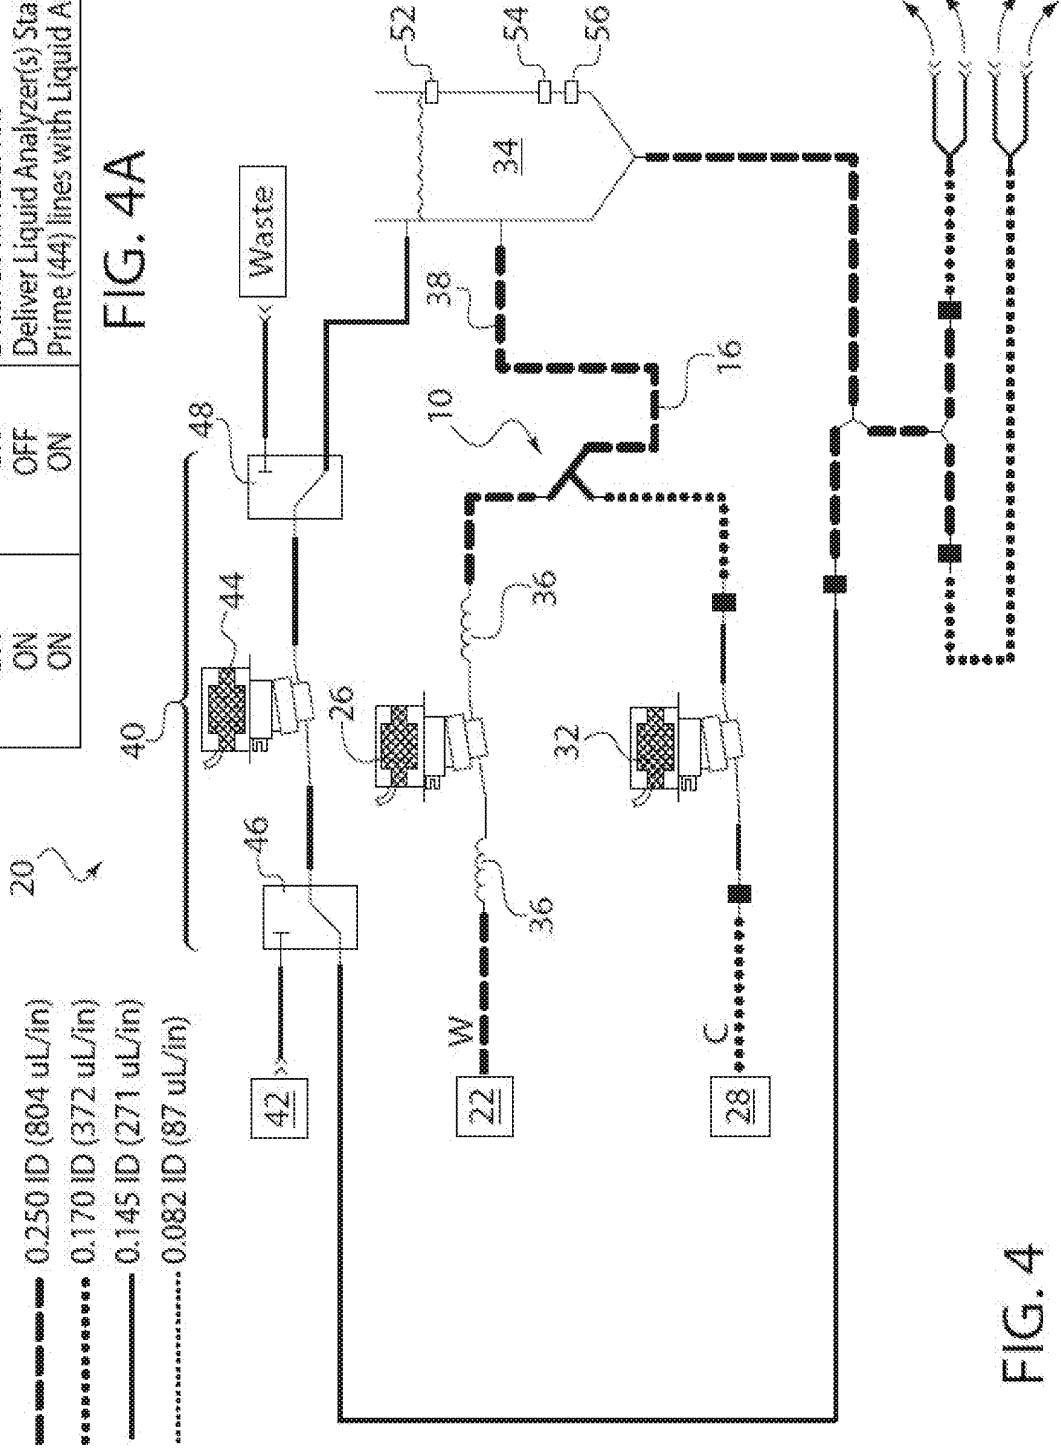 Deliver Liquid Analyzer(s) Sta
Prime (44) lines with Liquid A
OFF
ON
ON
ON
FIG. 4A
20
0.250 ID (804 uL/in)
0.170 ID (372 uL/in)
0.145 ID (271 uL/in)
0.082 ID (87 uL/in)
40
46
44
48
Waste
42
52
54
56
34
38
10
16
26
36
36
W
22
32
C
28
FIG. 4